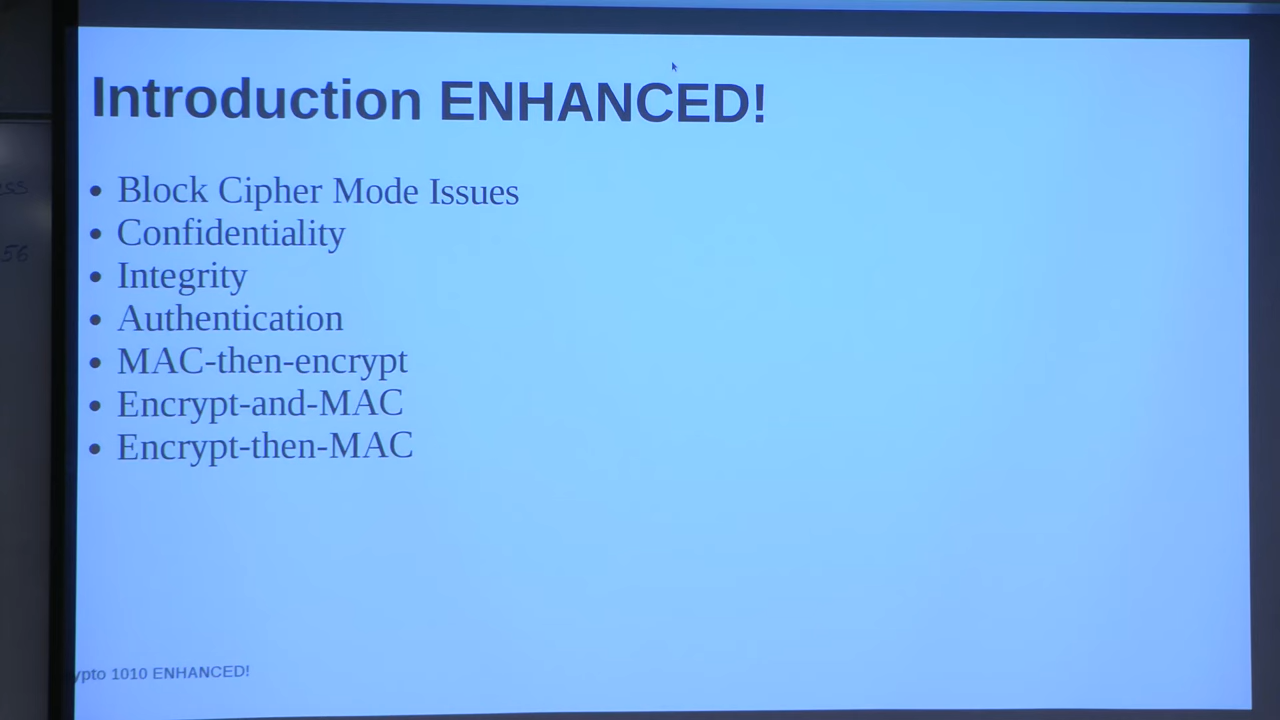 Introduction ENHANCED!
• Block Cipher Mode Issues
• Confidentiality
• Integrity
• Authentication
• MAC-then-encrypt
• Encrypt-and-MAC
• Encrypt-then-MAC
ypto 1010 ENHANCED!
56